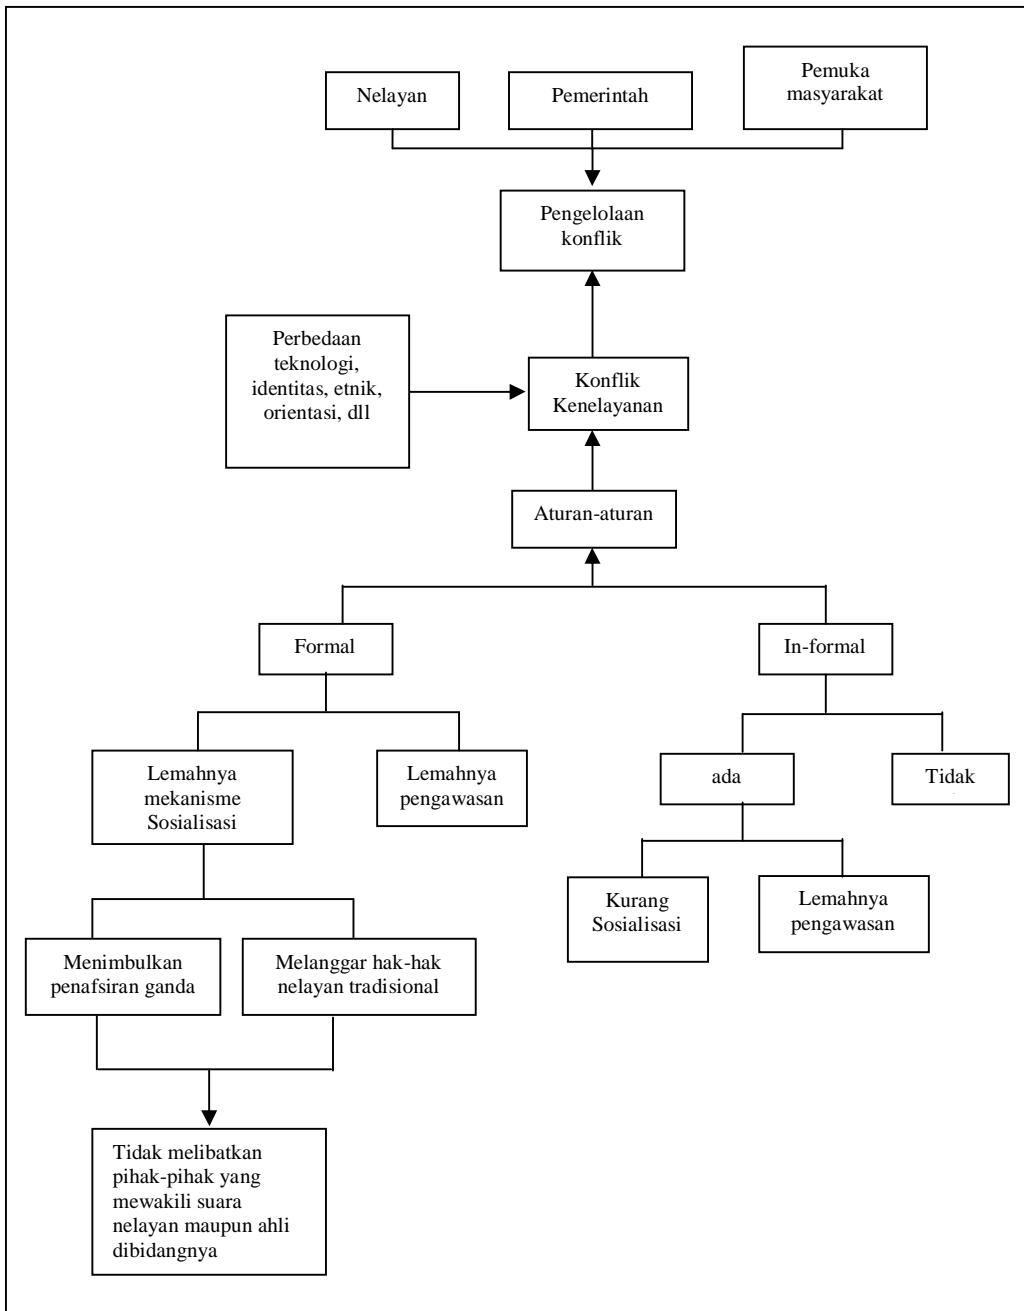 Nelayan
Pemerintah
Pemuka
masyarakat
Pengelolaan
konflik
Perbedaan
teknologi,
identitas, etnik,
orientasi, dll
Konflik
Kenelayanan
Aturan-aturan
Formal
In-formal
Lemahnya
mekanisme
Sosialisasi
Lemahnya
pengawasan
ada
Tidak
Kurang
Sosialisasi
Lemahnya
pengawasan
Menimbulkan
penafsiran ganda
Melanggar hak-hak
nelayan tradisional
Tidak melibatkan
pihak-pihak yang
mewakili suara
nelayan maupun ahli
dibidangnya